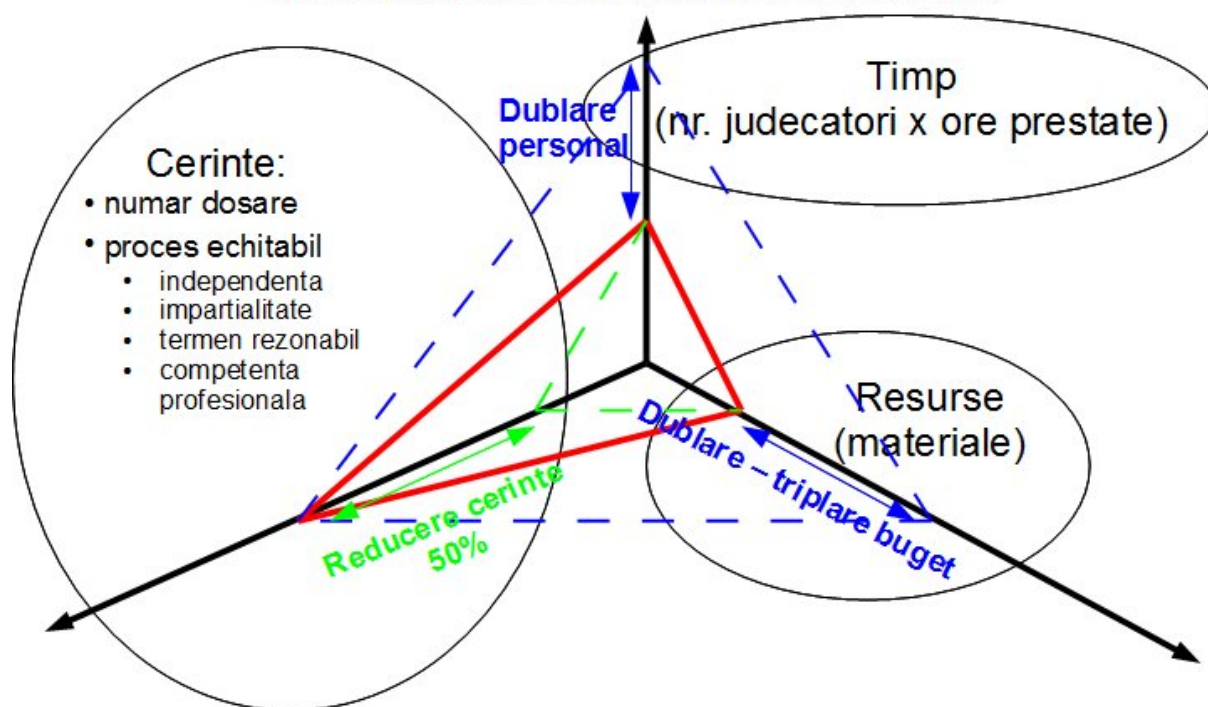 Dublare
personal
Timp
(nr. judecatori x ore prestate)
Cerinte:
• numar dosare
• proces echitabil
• independenta
• impartialitate
• termen rezonabil
• competenta
profesionala
Resurse
(materiale)
Dublare – triplare buget
Reducere cerinte
50%